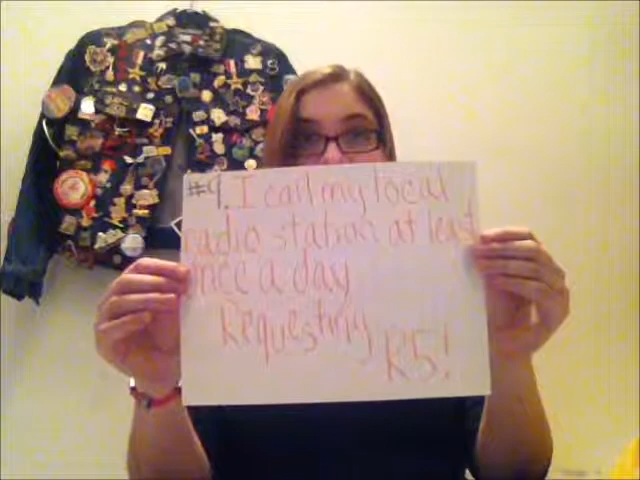 #9. I call my local
radio station at least
once a day
Requesting
R5!